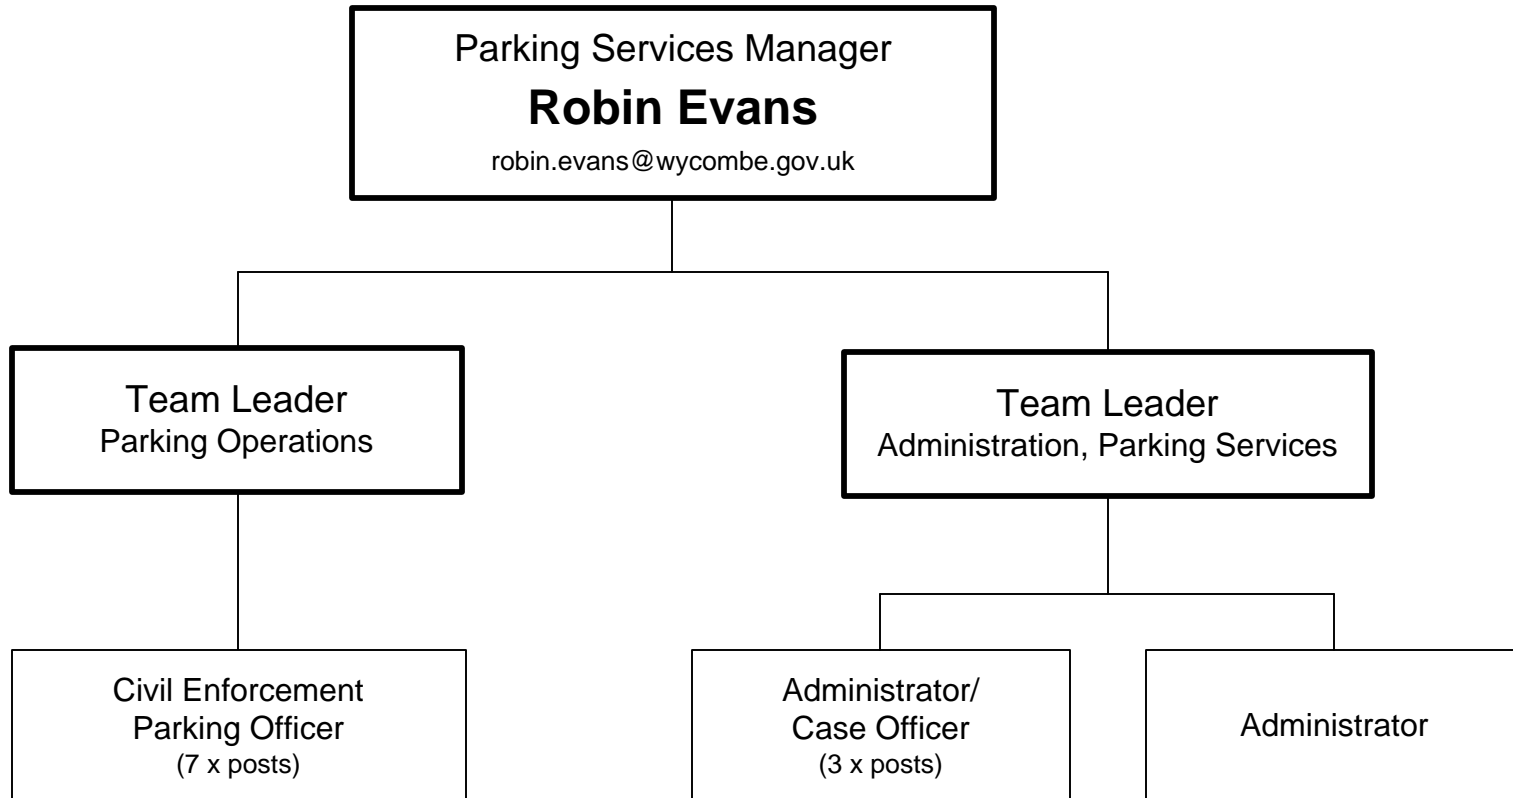 Parking Services Manager
Robin Evans
robin.evans@wycombe.gov.uk
Team Leader
Parking Operations
Team Leader
Administration, Parking Services
Civil Enforcement
Parking Officer
(7 x posts)
Administrator/
Case Officer
(3 x posts)
Administrator